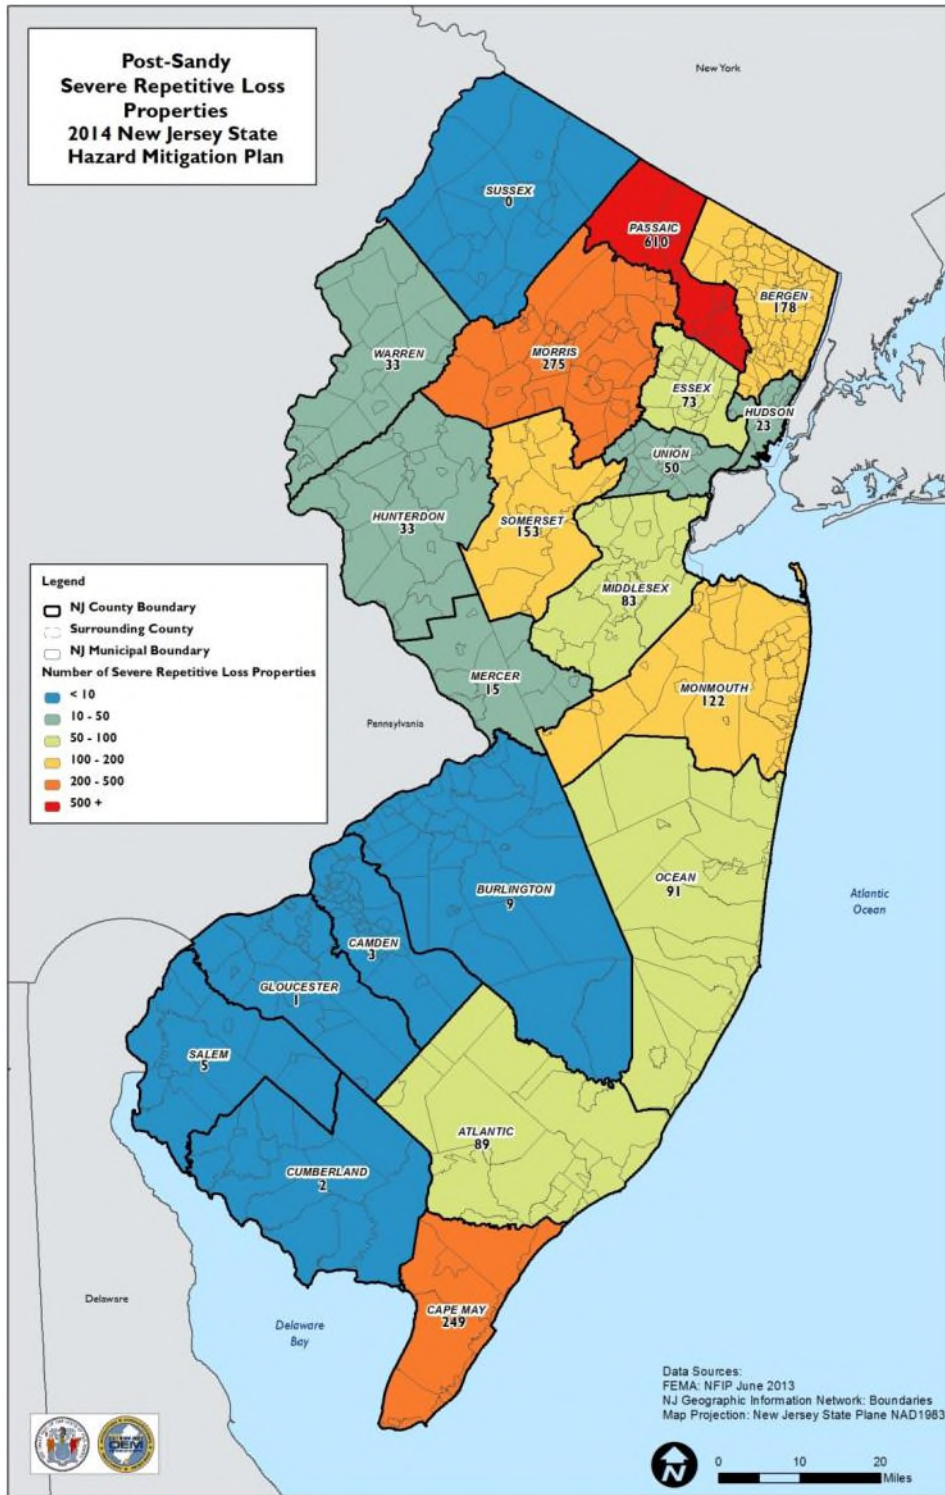 Post-Sandy
Severe Repetitive Loss
Properties
2014 New Jersey State
Hazard Mitigation Plan
New York
SUSSEX
0
PASSAIC
610
BERGEN
178
WARREN
33
MORRIS
275
ESSEX
73
HUDSON
23
UNION
50
HUNTERDON
33
SOMERSET
153
MIDDLESEX
83
MERCER
15
MONMOUTH
122
Legend
NJ County Boundary
Surrounding County
NJ Municipal Boundary
Number of Severe Repetitive Loss Properties
< 10
10 - 50
50 - 100
100 - 200
200 - 500
500 +
Pennsylvania
BURLINGTON
9
OCEAN
91
Atlantic
Ocean
CAMDEN
3
GLOUCESTER
1
SALEM
5
ATLANTIC
89
CUMBERLAND
2
CAPE MAY
249
Delaware
Delaware
Bay
Data Sources:
FEMA: NFIP June 2013
NJ Geographic Information Network: Boundaries
Map Projection: New Jersey State Plane NAD1983
OEM
N
0 10 20
Miles